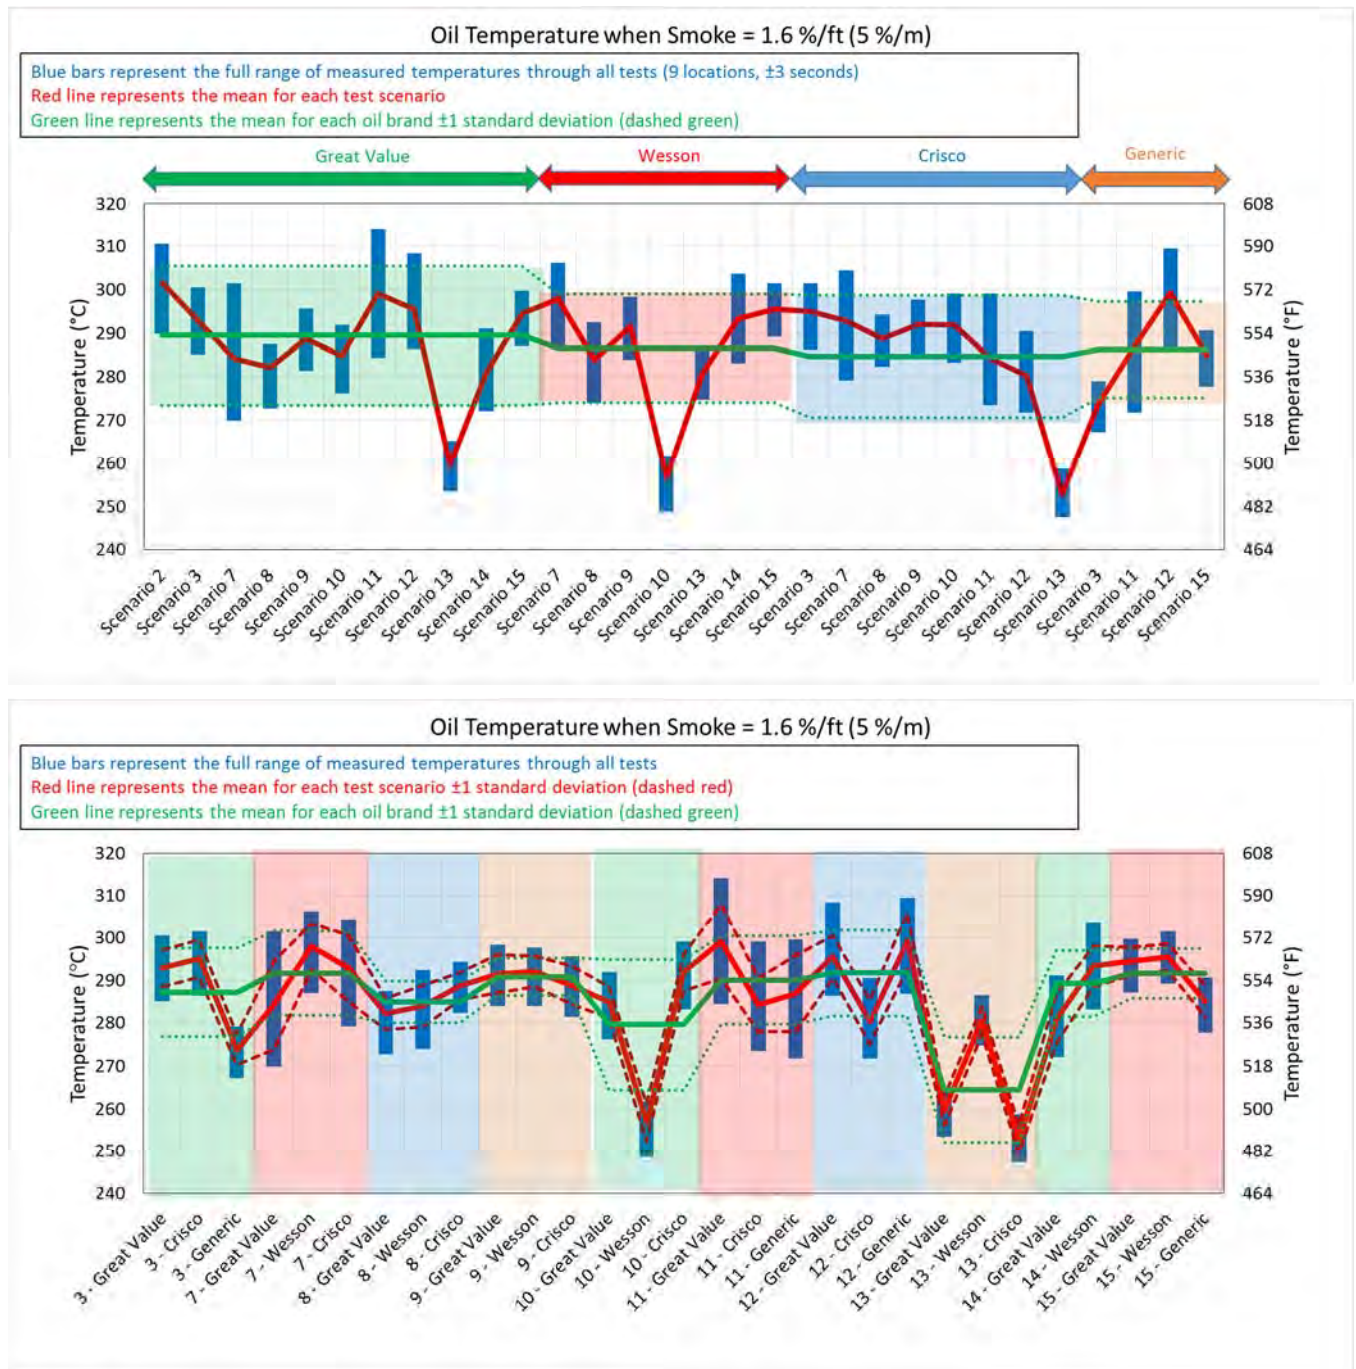 Oil Temperature when Smoke = 1.6 %/ft (5 %/m)
Blue bars represent the full range of measured temperatures through all tests (9 locations, ±3 seconds)
Red line represents the mean for each test scenario
Green line represents the mean for each oil brand ±1 standard deviation (dashed green)
Great Value
Wesson
Crisco
Generic
Temperature (°C)
320
310
300
290
280
270
260
250
240
608
590
572
554
536
518
500
482
464
Temperature (°F)
Scenario 2
Scenario 3
Scenario 7
Scenario 8
Scenario 9
Scenario 10
Scenario 11
Scenario 12
Scenario 13
Scenario 14
Scenario 15
Scenario 7
Scenario 8
Scenario 9
Scenario 10
Scenario 13
Scenario 14
Scenario 15
Scenario 3
Scenario 7
Scenario 8
Scenario 9
Scenario 10
Scenario 11
Scenario 12
Scenario 13
Scenario 3
Scenario 11
Scenario 12
Scenario 15
Oil Temperature when Smoke = 1.6 %/ft (5 %/m)
Blue bars represent the full range of measured temperatures through all tests
Red line represents the mean for each test scenario ±1 standard deviation (dashed red)
Green line represents the mean for each oil brand ±1 standard deviation (dashed green)
Temperature (°C)
320
310
300
290
280
270
260
250
240
608
590
572
554
536
518
500
482
464
Temperature (°F)
3 - Great Value
3 - Crisco
3 - Generic
7 - Great Value
7 - Wesson
7 - Crisco
8 - Great Value
8 - Wesson
8 - Crisco
9 - Great Value
9 - Wesson
9 - Crisco
10 - Great Value
10 - Wesson
10 - Crisco
11 - Great Value
11 - Crisco
11 - Generic
12 - Great Value
12 - Crisco
12 - Generic
13 - Great Value
13 - Wesson
13 - Crisco
14 - Great Value
14 - Wesson
15 - Great Value
15 - Wesson
15 - Generic